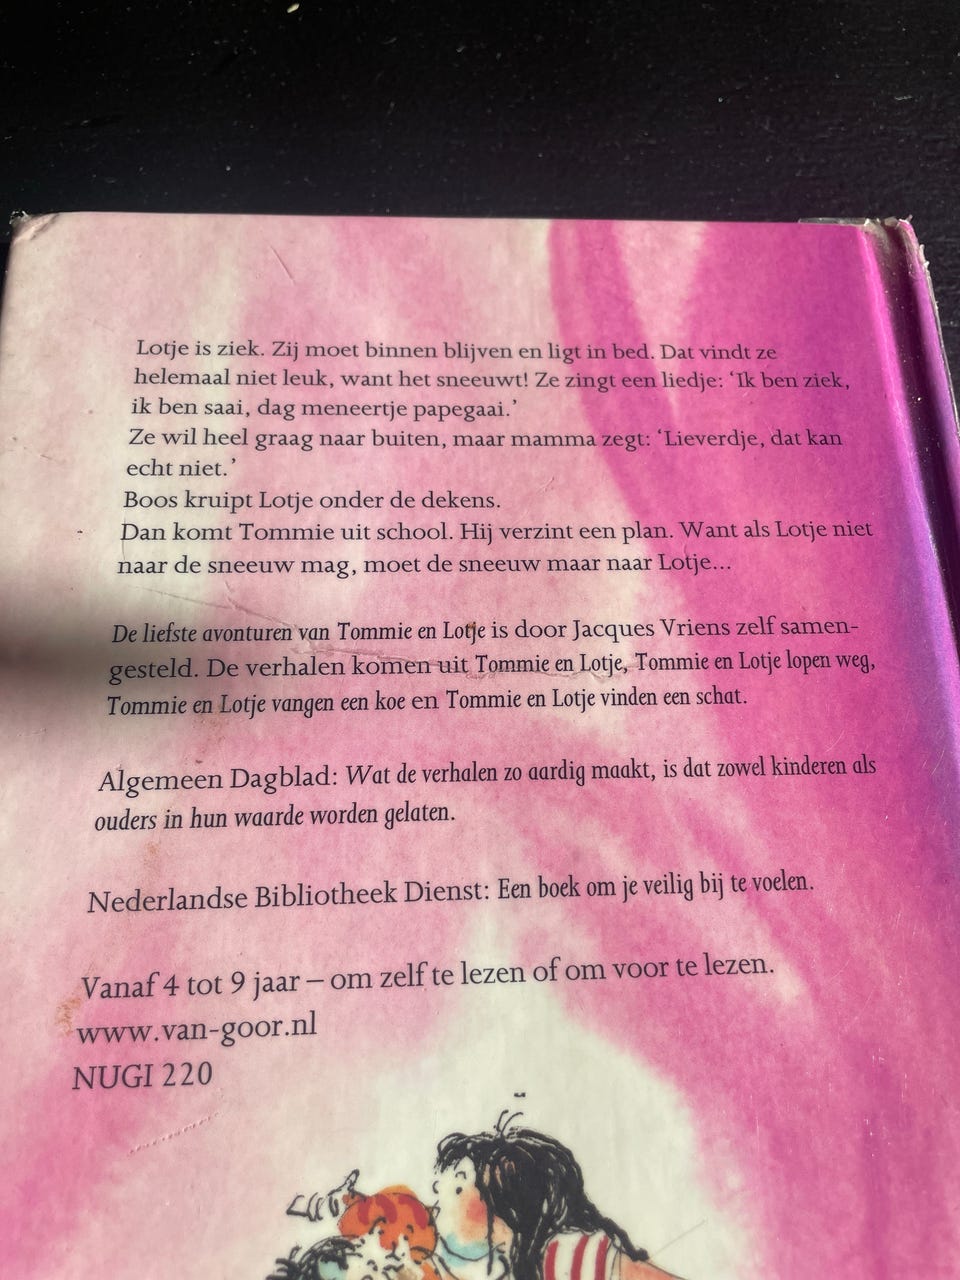 Lotje is ziek. Zij moet binnen blijven en ligt in bed. Dat vindt ze
helemaal niet leuk, want het sneeuwt! Ze zingt een liedje: ‘Ik ben ziek,
ik ben saai, dag meneertje papegaai.’
Ze wil heel graag naar buiten, maar mamma zegt: ‘Lieverdje, dat kan
echt niet.’
Boos kruipt Lotje onder de dekens.
Dan komt Tommie uit school. Hij verzint een plan. Want als Lotje niet
naar de sneeuw mag, moet de sneeuw maar naar Lotje...
De liefste avonturen van Tommie en Lotje is door Jacques Vriens zelf samen-
gesteld. De verhalen komen uit Tommie en Lotje, Tommie en Lotje lopen weg,
Tommie en Lotje vangen een koe en Tommie en Lotje vinden een schat.
Algemeen Dagblad: Wat de verhalen zo aardig maakt, is dat zowel kinderen als
ouders in hun waarde worden gelaten.
Nederlandse Bibliotheek Dienst: Een boek om je veilig bij te voelen.
Vanaf 4 tot 9 jaar – om zelf te lezen of om voor te lezen.
www.van-goor.nl
NUGI 220